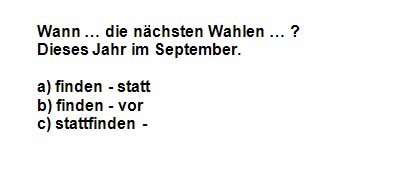 Wann … die nächsten Wahlen … ?
Dieses Jahr im September.
a) finden - statt
b) finden - vor
c) stattfinden -